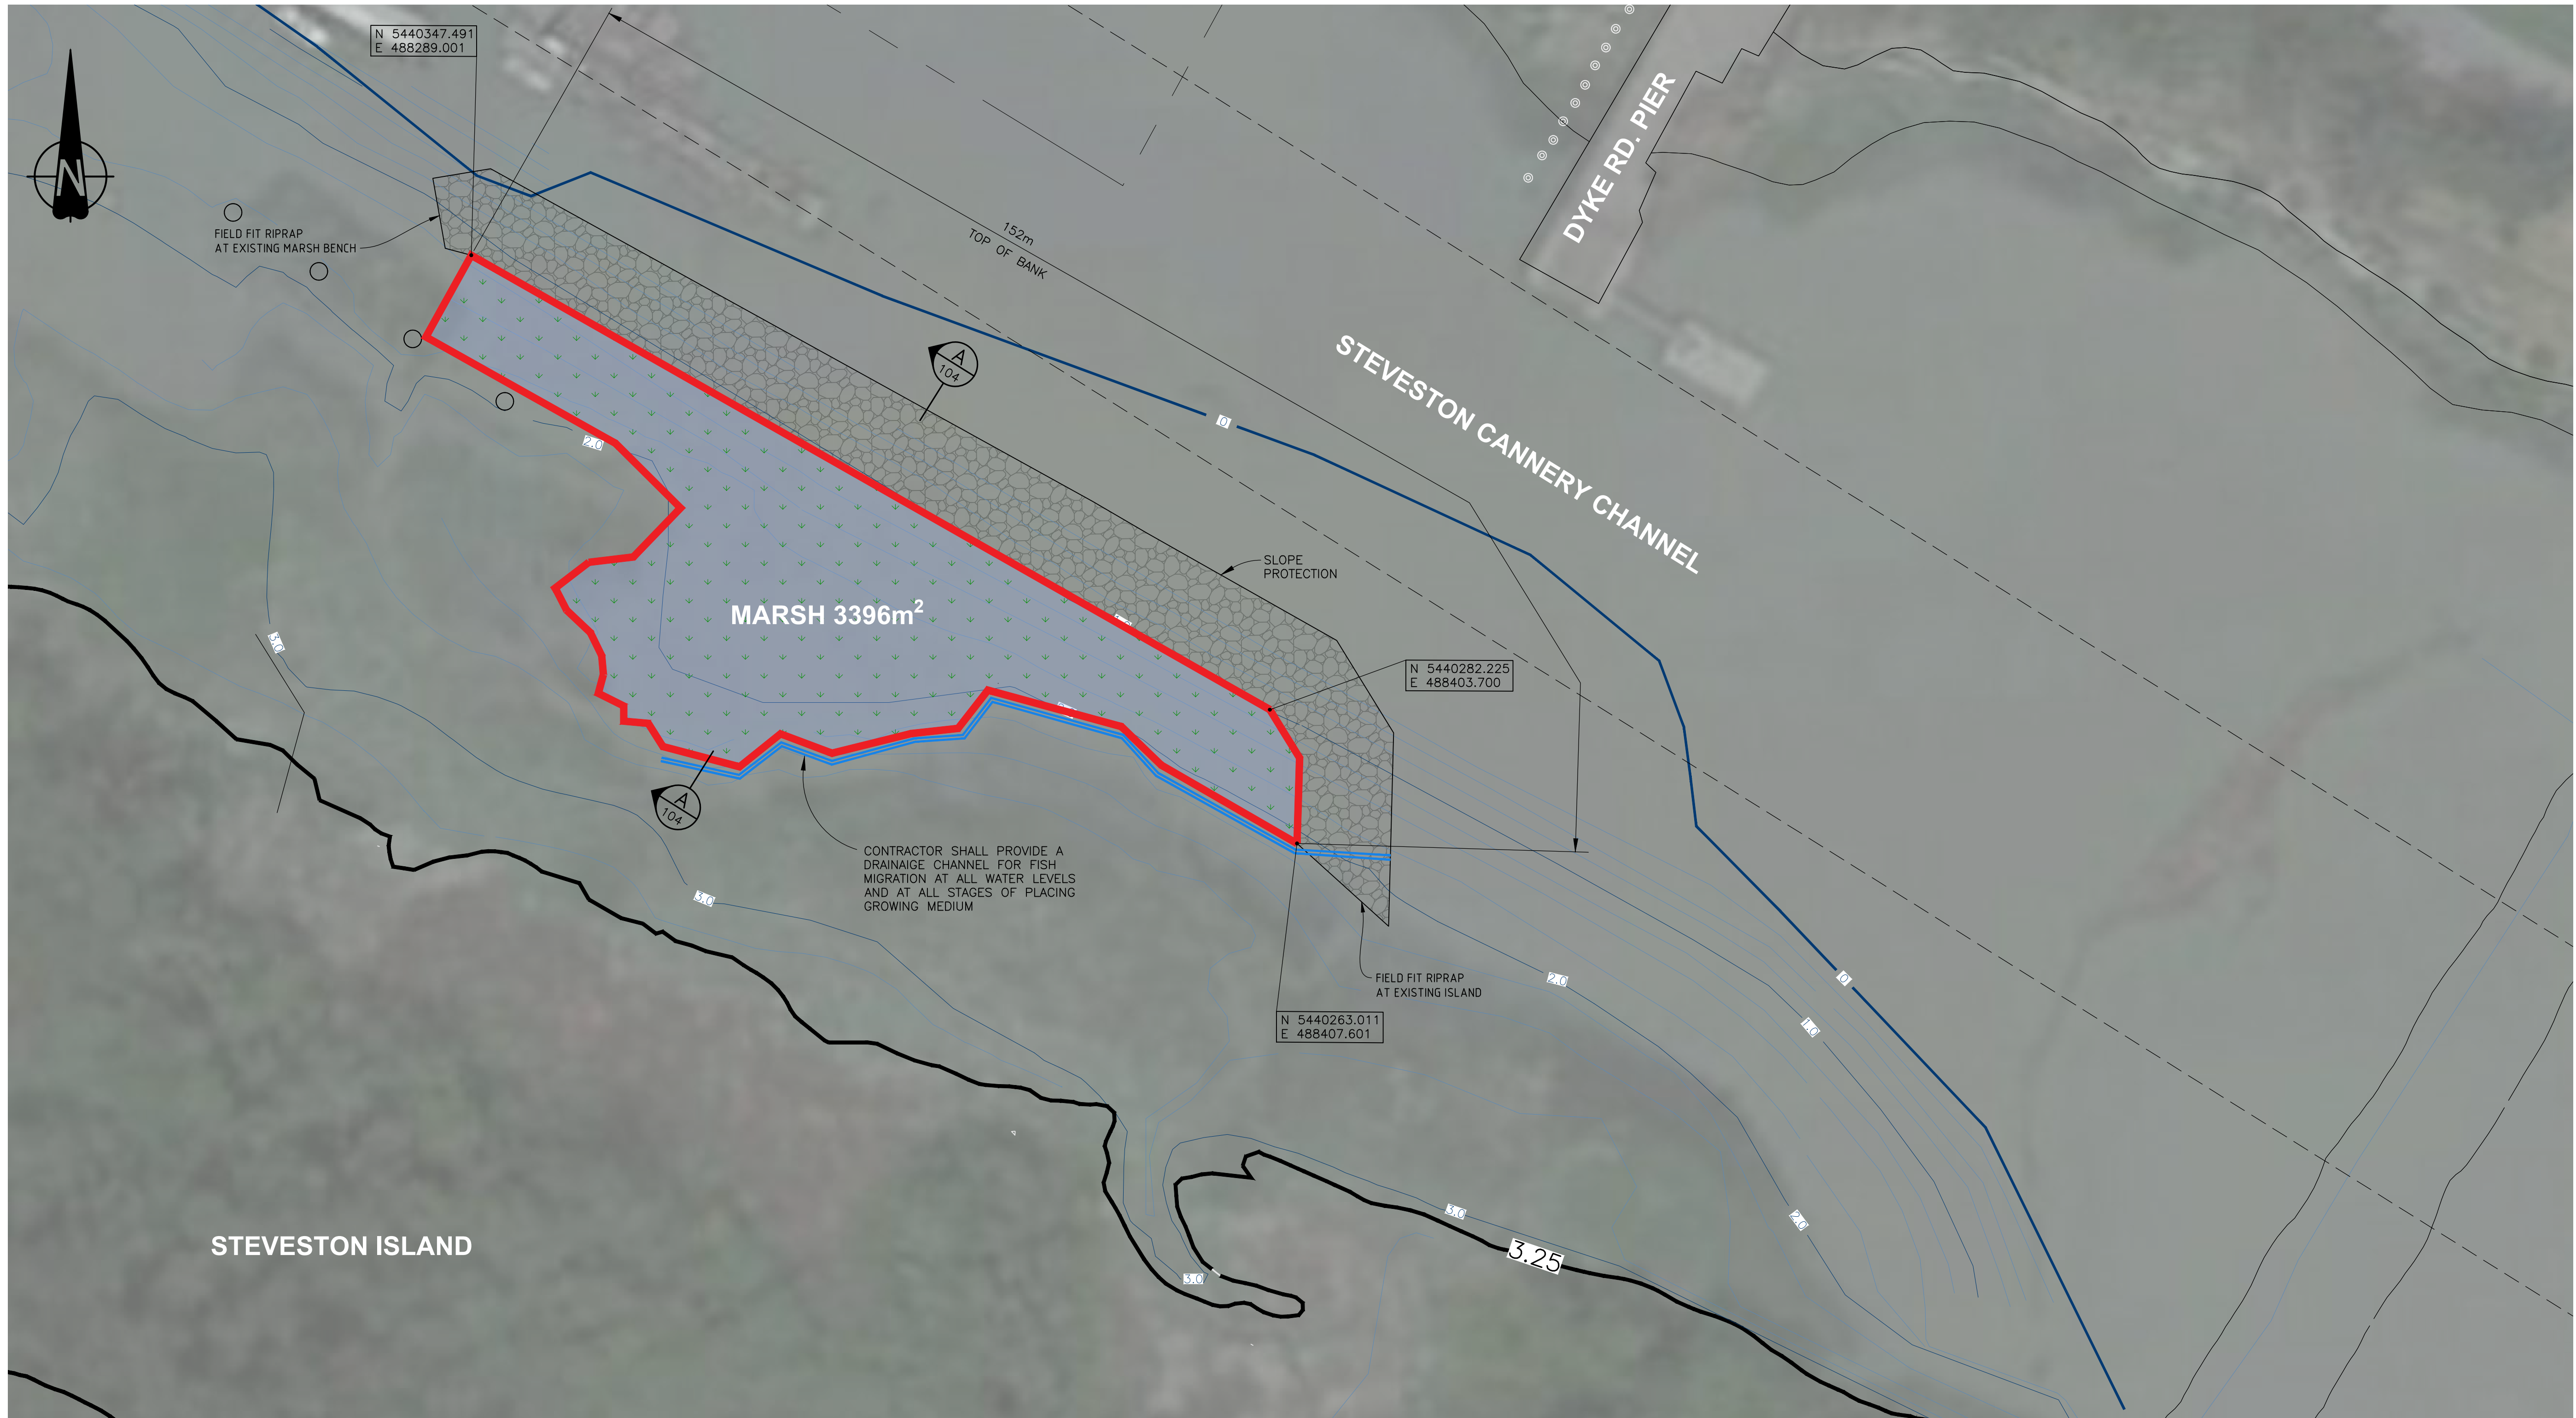 N 5440347.491
E 488289.001
N
FIELD FIT RIPRAP
AT EXISTING MARSH BENCH
152m
TOP OF BANK
DYKE RD. PIER
A
104
0
STEVESTON CANNERY CHANNEL
2.0
SLOPE
PROTECTION
MARSH 3396m²
1.0
N 5440282.225
E 488403.700
3.0
A
104
CONTRACTOR SHALL PROVIDE A
DRAINAIGE CHANNEL FOR FISH
MIGRATION AT ALL WATER LEVELS
AND AT ALL STAGES OF PLACING
GROWING MEDIUM
3.0
FIELD FIT RIPRAP
AT EXISTING ISLAND
2.0
0
1.0
N 5440263.011
E 488407.601
3.0
2.0
3.25
STEVESTON ISLAND
3.0